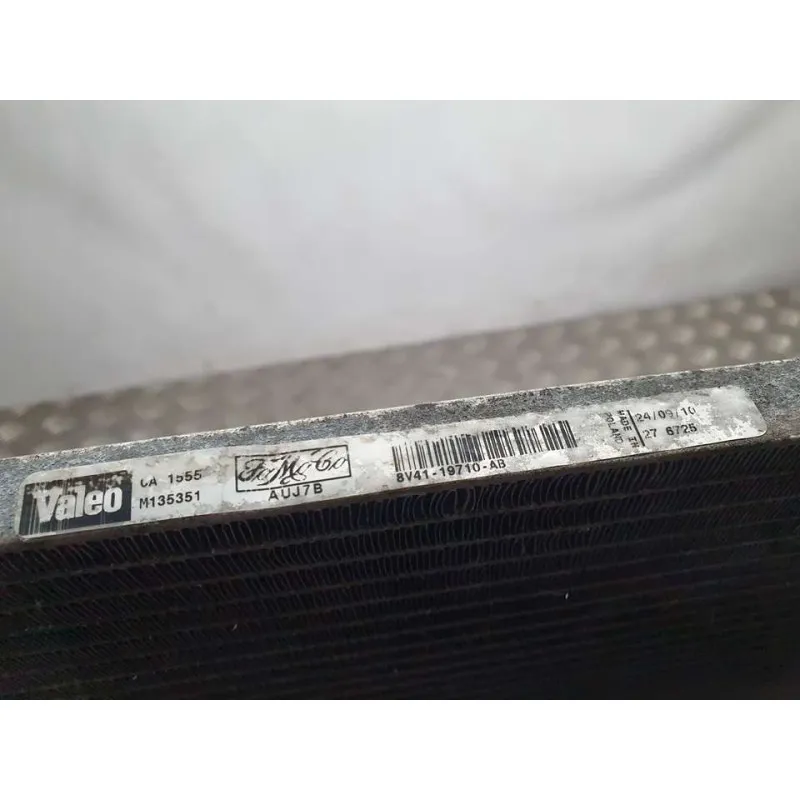 Valeo
CA 1555
M135351
FoMoCo
AUJ7B
8V41-19710-AB
MADE IN
POLAND
24/09/10
27 6725